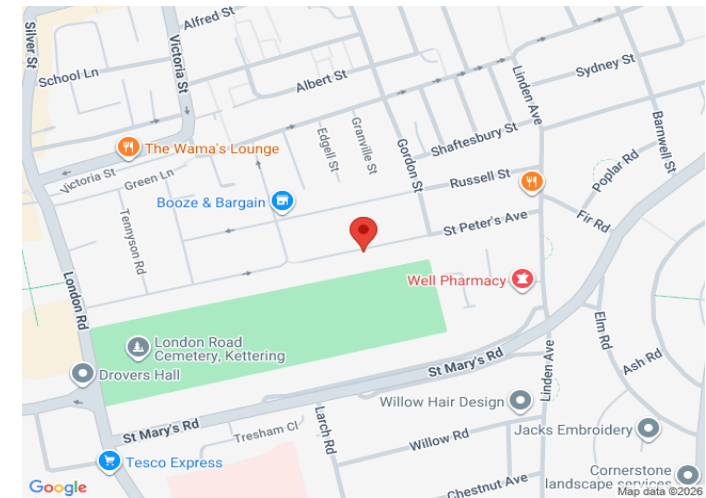 Alfred St
Silver St
Victoria St
School Ln
Albert St
Linden Ave
Sydney St
Barnwell St
The Wama's Lounge
Edgell St
Granville St
Shaftesbury St
Gordon St
Poplar Rd
Victoria St
Green Ln
Russell St
Booze & Bargain
Tennyson Rd
St Peter's Ave
Fir Rd
London Rd
Well Pharmacy
London Road
Cemetery, Kettering
Drovers Hall
St Mary's Rd
Elm Rd
Linden Ave
Ash Rd
Willow Hair Design
St Mary's Rd
Tresham Cl
Larch Rd
Willow Rd
Jacks Embroidery
Tesco Express
Chestnut Ave
Cornerstone
landscape services
Google
Map data ©2026